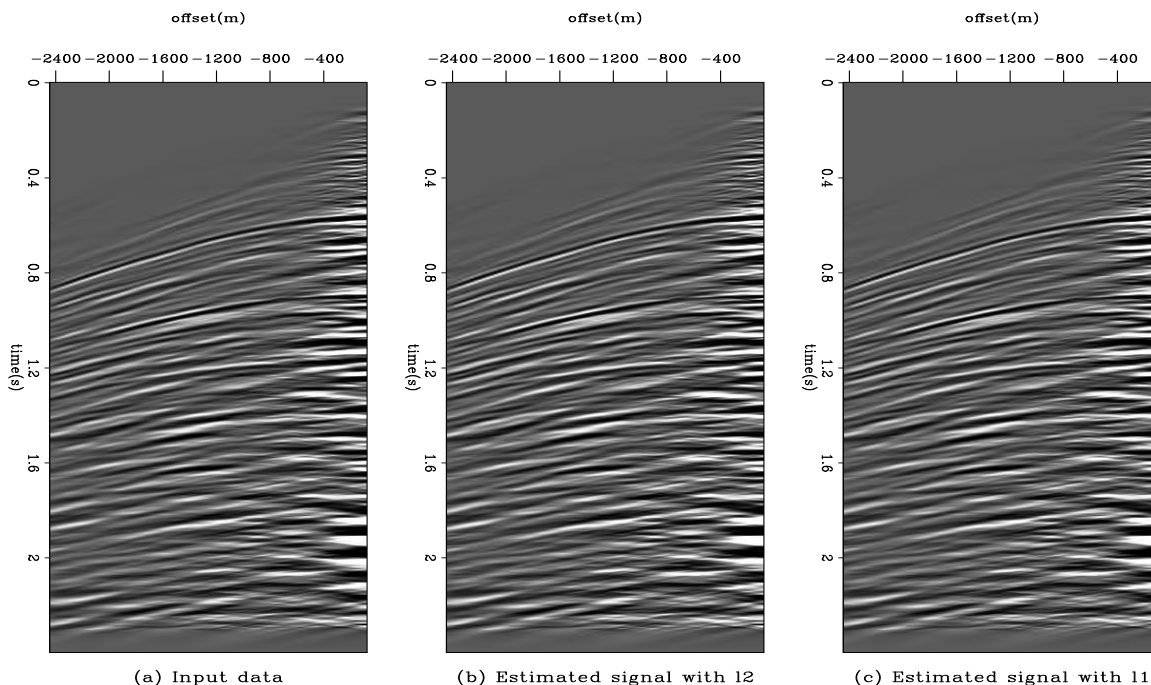 offset(m) offset(m) offset(m)
-2400 -2000 -1600 -1200 -800 -400 -2400 -2000 -1600 -1200 -800 -400 -2400 -2000 -1600 -1200 -800 -400
0 0 0
0.4 0.4 0.4
0.8 0.8 0.8
time(s) time(s) time(s)
1.2 1.2 1.2
1.6 1.6 1.6
2 2 2
(a) Input data (b) Estimated signal with l2 (c) Estimated signal with l1